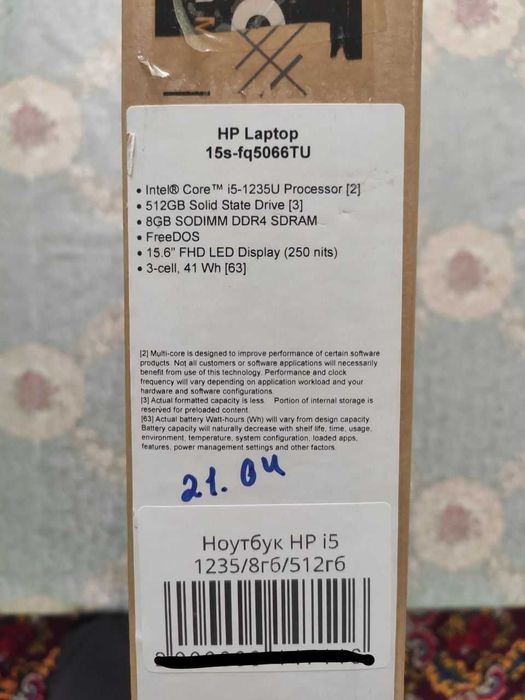 HP Laptop
15s-fq5066TU
• Intel® Core™ i5-1235U Processor [2]
• 512GB Solid State Drive [3]
• 8GB SODIMM DDR4 SDRAM
• FreeDOS
• 15.6" FHD LED Display (250 nits)
• 3-cell, 41 Wh [63]
[2] Multi-core is designed to improve performance of certain software
products. Not all customers or software applications will necessarily
benefit from use of this technology. Performance and clock
frequency will vary depending on application workload and your
hardware and software configurations.
[3] Actual formatted capacity is less. Portion of internal storage is
reserved for preloaded content.
[63] Actual battery Watt-hours (Wh) will vary from design capacity.
Battery capacity will naturally decrease with shelf life, time, usage,
environment, temperature, system configuration, loaded apps,
features, power management settings and other factors.
21.04
Ноутбук HP i5
1235/8гб/512гб